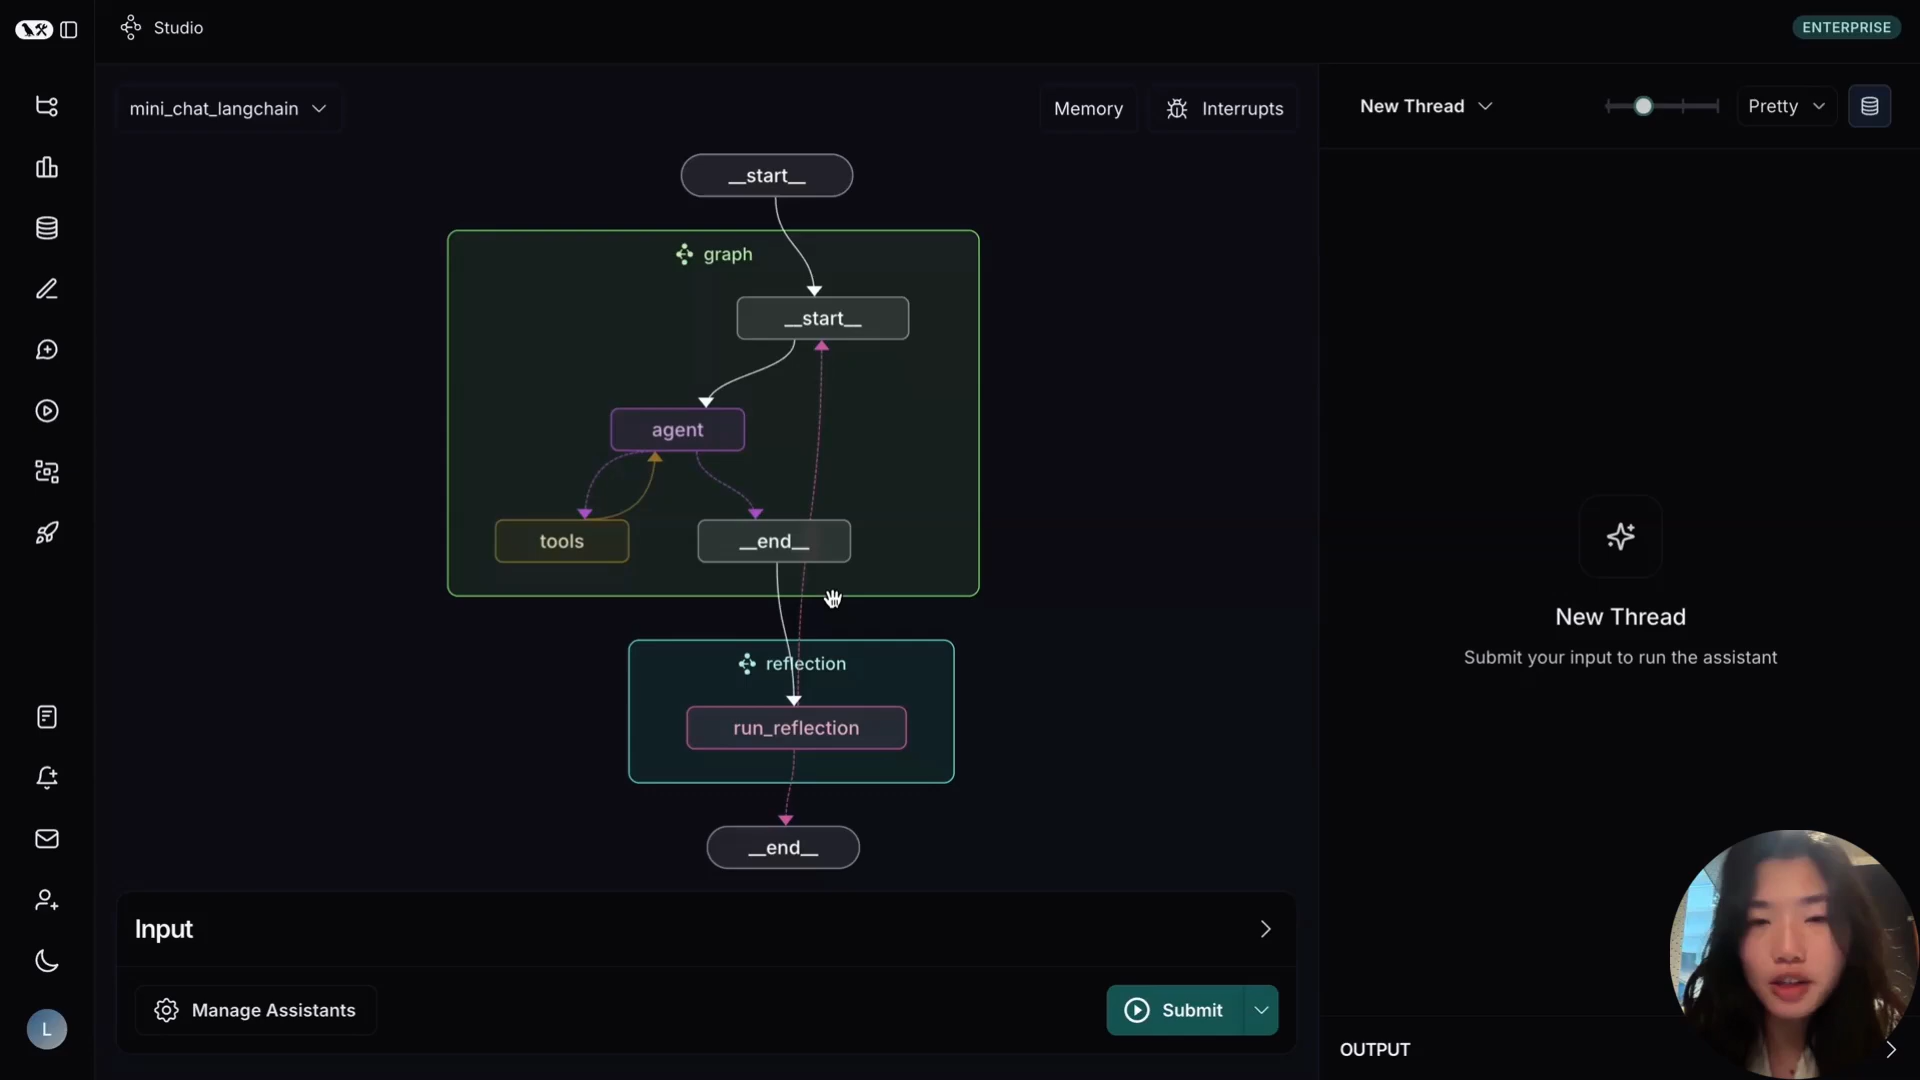 Studio
ENTERPRISE
mini_chat_langchain
Memory
Interrupts
New Thread
Pretty
__start__
graph
__start__
agent
tools
__end__
reflection
run_reflection
__end__
New Thread
Submit your input to run the assistant
Input
Manage Assistants
Submit
L
OUTPUT